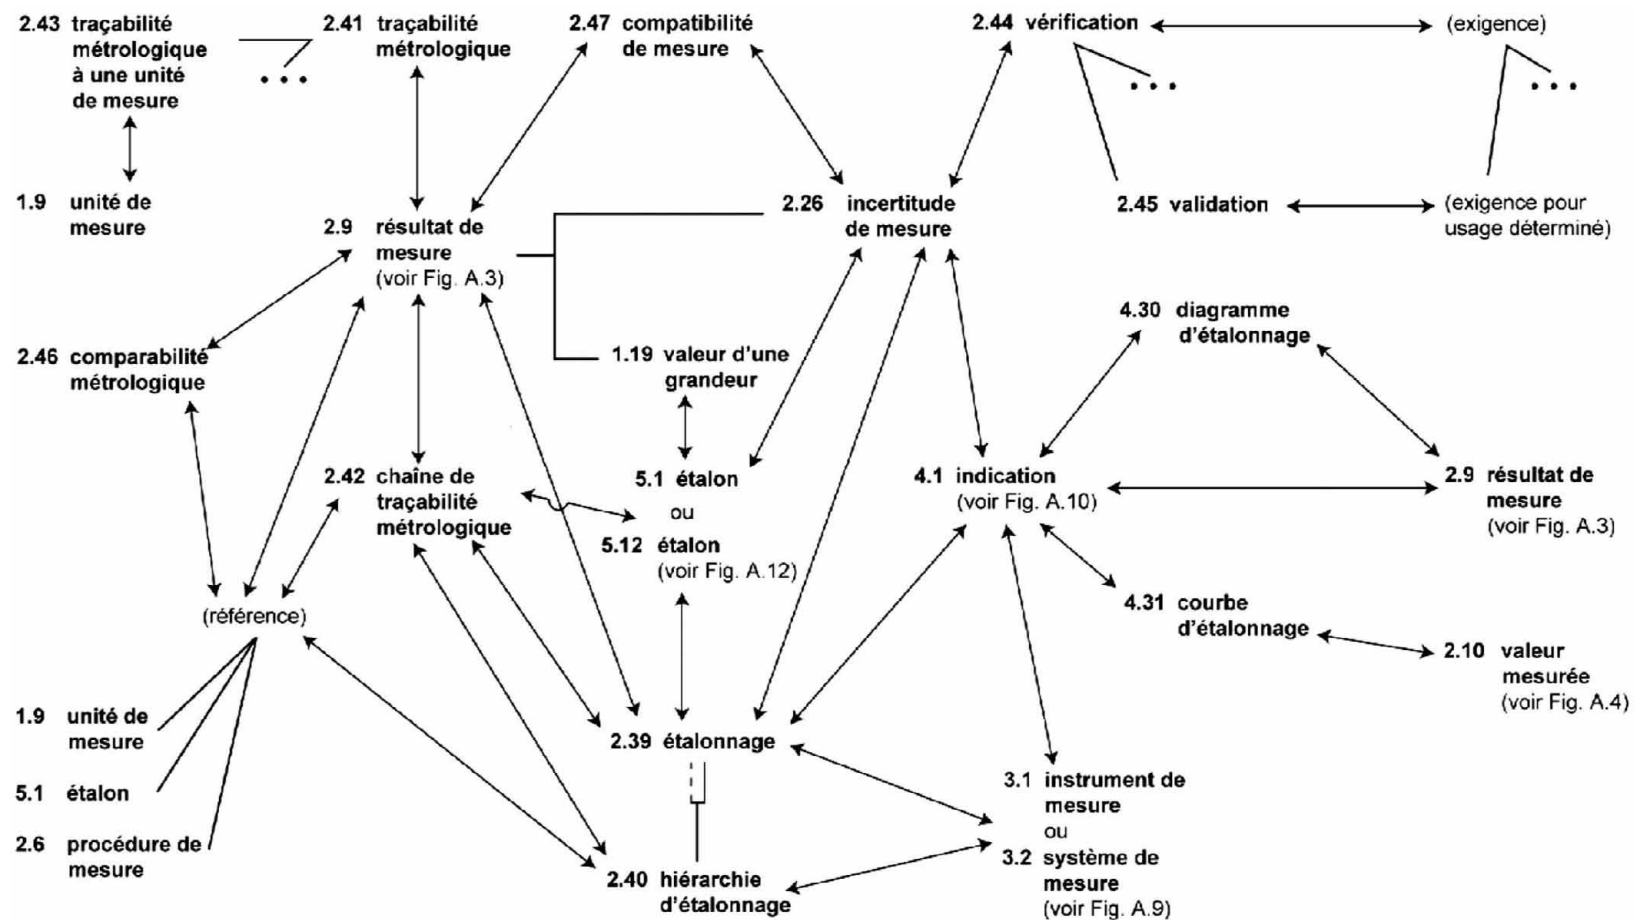 2.43 traçabilité
métrologique
à une unité
de mesure
2.41 traçabilité
métrologique
2.47 compatibilité
de mesure
2.44 vérification
(exigence)
• • •
• • •
• • •
1.9 unité de
mesure
2.9 résultat de
mesure
(voir Fig. A.3)
2.26 incertitude
de mesure
2.45 validation
(exigence pour
usage déterminé)
4.30 diagramme
d'étalonnage
2.46 comparabilité
métrologique
1.19 valeur d'une
grandeur
2.42 chaîne de
traçabilité
métrologique
5.1 étalon
ou
5.12 étalon
(voir Fig. A.12)
4.1 indication
(voir Fig. A.10)
2.9 résultat de
mesure
(voir Fig. A.3)
(référence)
4.31 courbe
d'étalonnage
2.10 valeur
mesurée
(voir Fig. A.4)
1.9 unité de
mesure
5.1 étalon
2.6 procédure de
mesure
2.39 étalonnage
2.40 hiérarchie
d'étalonnage
3.1 instrument de
mesure
ou
3.2 système de
mesure
(voir Fig. A.9)